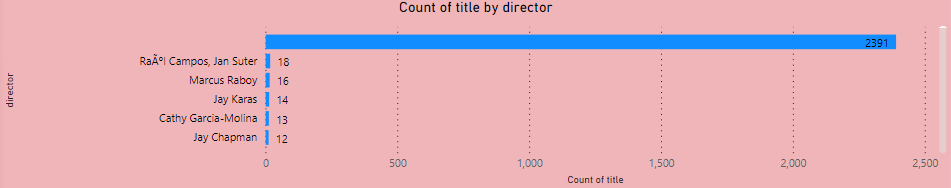 Count of title by director
director
2391
RaÃºl Campos, Jan Suter 18
Marcus Raboy 16
Jay Karas 14
Cathy Garcia-Molina 13
Jay Chapman 12
0 500 1,000 1,500 2,000 2,500
Count of title